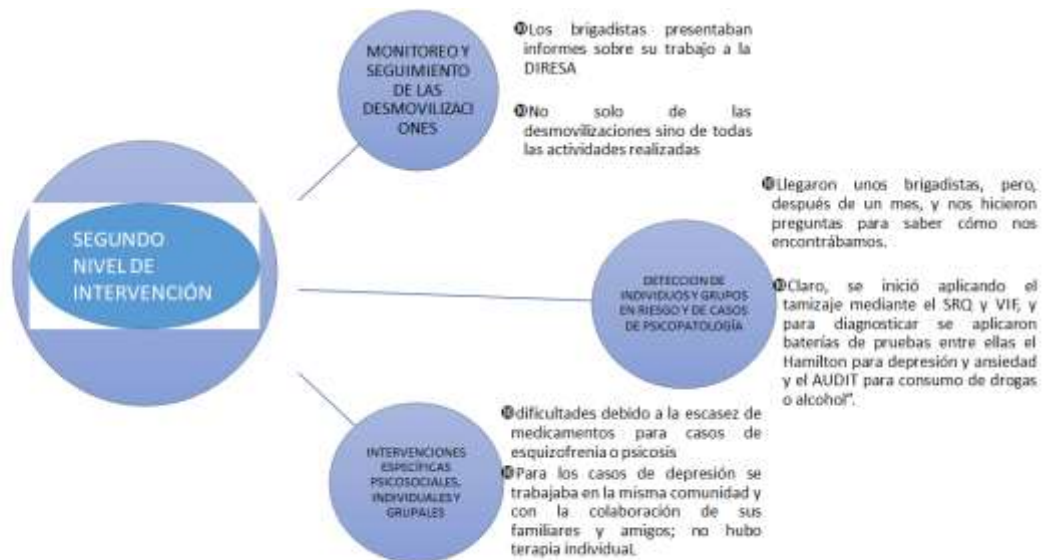 MONITOREO Y
SEGUIMIENTO
DE LAS
DESMOVILIZACI
ONES
❿Los brigadistas presentaban
informes sobre su trabajo a la
DIRESA
❿No solo de las
desmovilizaciones sino de todas
las actividades realizadas
SEGUNDO
NIVEL DE
INTERVENCIÓN
DETECCION DE
INDIVIDUOS Y GRUPOS
EN RIESGO Y DE CASOS
DE PSICOPATOLOGÍA
❿Llegaron unos brigadistas, pero,
después de un mes, y nos hicieron
preguntas para saber cómo nos
encontrábamos.
❿Claro, se inició aplicando el
tamizaje mediante el SRQ y VIF, y
para diagnosticar se aplicaron
baterías de pruebas entre ellas el
Hamilton para depresión y ansiedad
y el AUDIT para consumo de drogas
o alcohol".
INTERVENCIONES
ESPECÍFICAS
PSICOSOCIALES,
INDIVIDUALES Y
GRUPALES
❿dificultades debido a la escasez de
medicamentos para casos de
esquizofrenia o psicosis
❿Para los casos de depresión se
trabajaba en la misma comunidad y
con la colaboración de sus
familiares y amigos; no hubo
terapia individual.